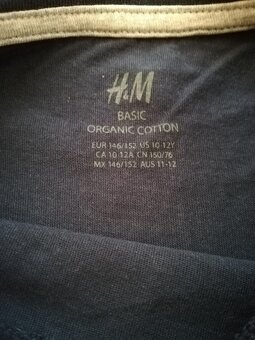 H&M
BASIC
ORGANIC COTTON
EUR 146/152 US 10-12Y
CA 10-12A CN 150/76
MX 146/152 AUS 11-12